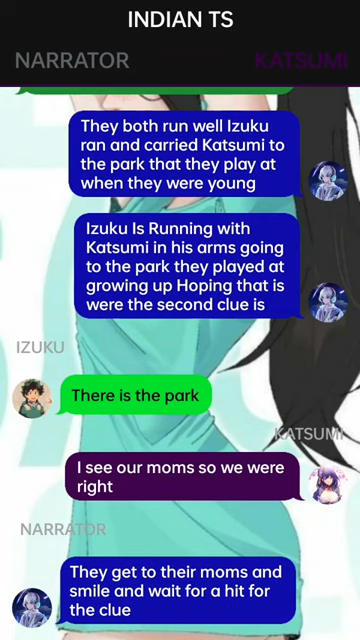 INDIAN TS
NARRATOR
KATSUMI
They both run well Izuku
ran and carried Katsumi to
the park that they play at
when they were young
Izuku Is Running with
Katsumi in his arms going
to the park they played at
growing up Hoping that is
were the second clue is
IZUKU
There is the park
KATSUMI
I see our moms so we were
right
NARRATOR
They get to their moms and
smile and wait for a hit for
the clue